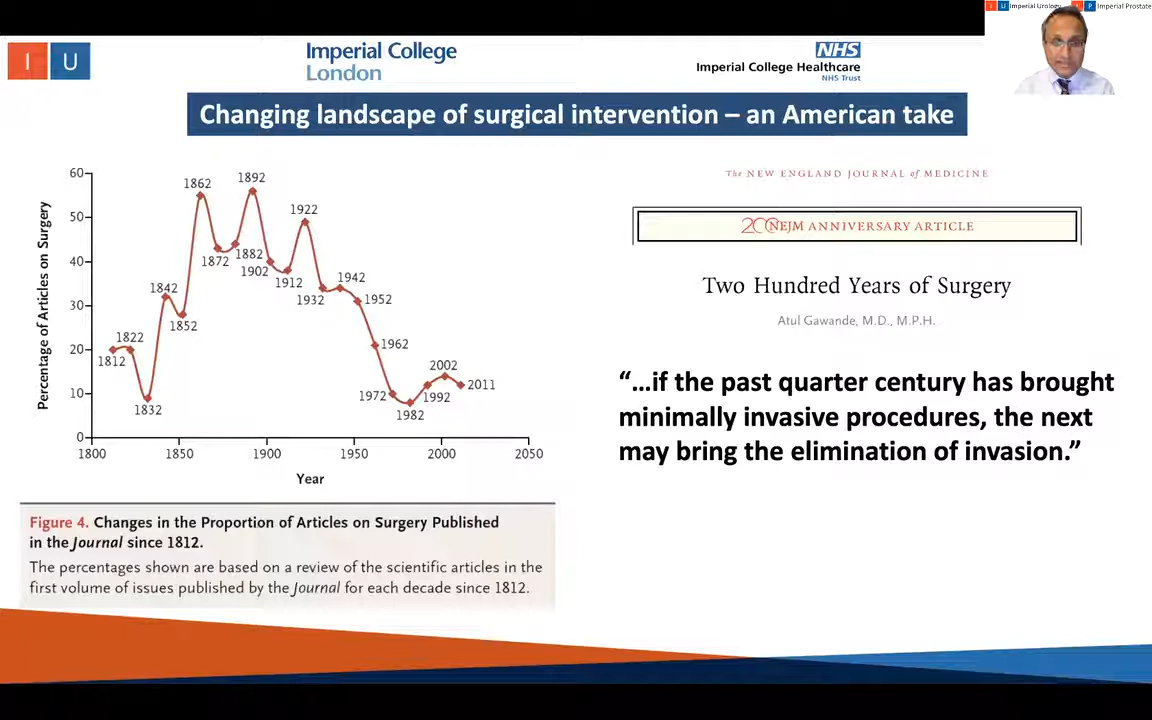 I U Imperial Urology
I P Imperial Prostate
I U
Imperial College
London
NHS
Imperial College Healthcare
NHS Trust
Changing landscape of surgical intervention – an American take
Percentage of Articles on Surgery
60
50
40
30
20
10
0
1812
1822
1832
1842
1852
1862
1872
1882
1892
1902
1912
1922
1932
1942
1952
1962
1972
1982
1992
2002
2011
1800 1850 1900 1950 2000 2050
Year
Figure 4. Changes in the Proportion of Articles on Surgery Published
in the Journal since 1812.
The percentages shown are based on a review of the scientific articles in the
first volume of issues published by the Journal for each decade since 1812.
The NEW ENGLAND JOURNAL of MEDICINE
200 NEJM ANNIVERSARY ARTICLE
Two Hundred Years of Surgery
Atul Gawande, M.D., M.P.H.
“…if the past quarter century has brought
minimally invasive procedures, the next
may bring the elimination of invasion.”